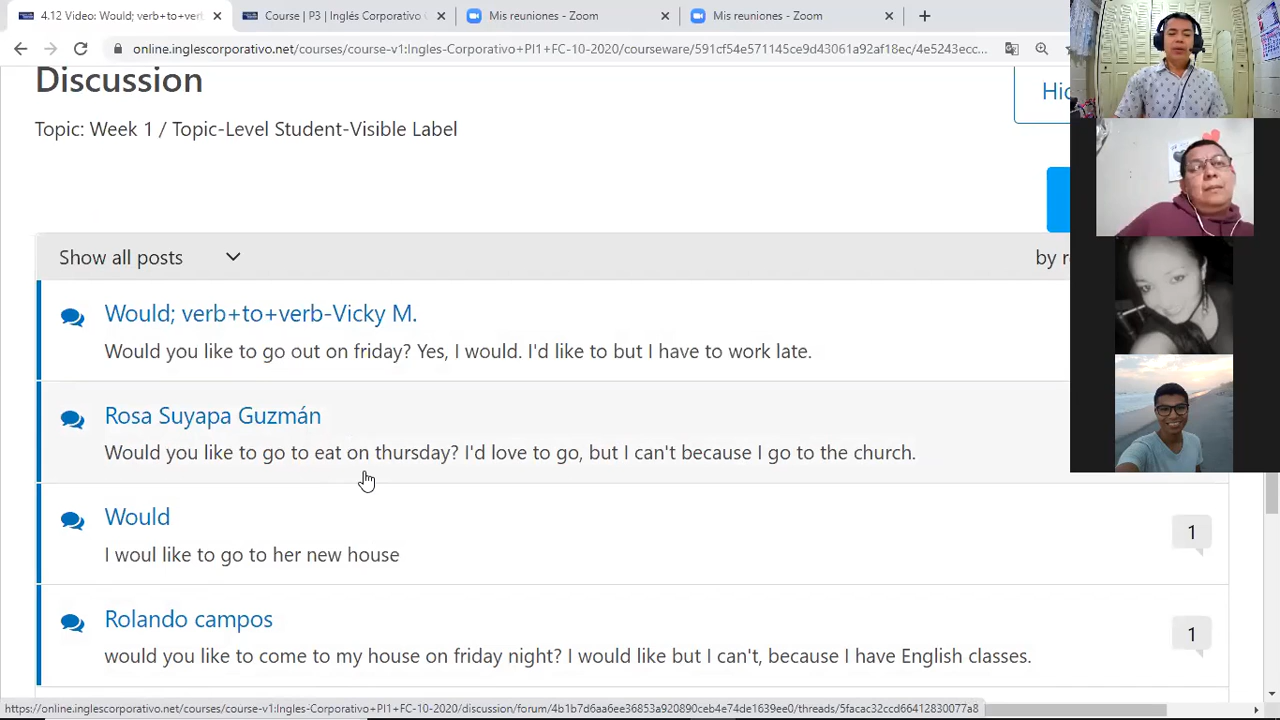 4.12 Video: Would; verb+to+verb
Course | P3 | Inglés Corporativo
Mis reuniones - Zoom
Mis reuniones - Zoom
online.inglescorporativo.net/courses/course-v1:Ingles-Corporativo+PI1+FC-10-2020/courseware/591cf54e571145ce9d43061a92af18ec/4e5243ecc...
Discussion
Topic: Week 1 / Topic-Level Student-Visible Label
Show all posts
Would; verb+to+verb-Vicky M.
Would you like to go out on friday? Yes, I would. I'd like to but I have to work late.
Rosa Suyapa Guzmán
Would you like to go to eat on thursday? I'd love to go, but I can't because I go to the church.
Would
1
I woul like to go to her new house
Rolando campos
1
would you like to come to my house on friday night? I would like but I can't, because I have English classes.
https://online.inglescorporativo.net/courses/course-v1:Ingles-Corporativo+PI1+FC-10-2020/discussion/forum/4b1b7d6aa6ee36853a920890ceb4e74de1639ee0/threads/5facac32ccd66412830077a8